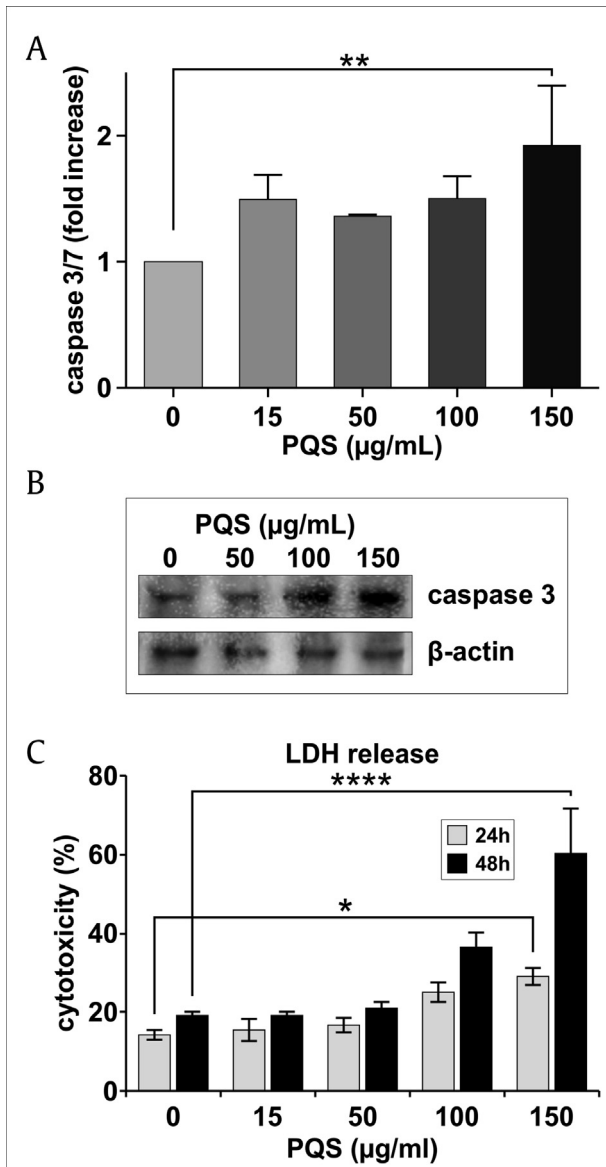 A
**
caspase 3/7 (fold increase)
2
1
0
0 15 50 100 150
PQS (µg/mL)
B
PQS (µg/mL)
0 50 100 150
caspase 3
β-actin
C
LDH release
****
*
24h
48h
cytotoxicity (%)
80
60
40
20
0
0 15 50 100 150
PQS (µg/ml)